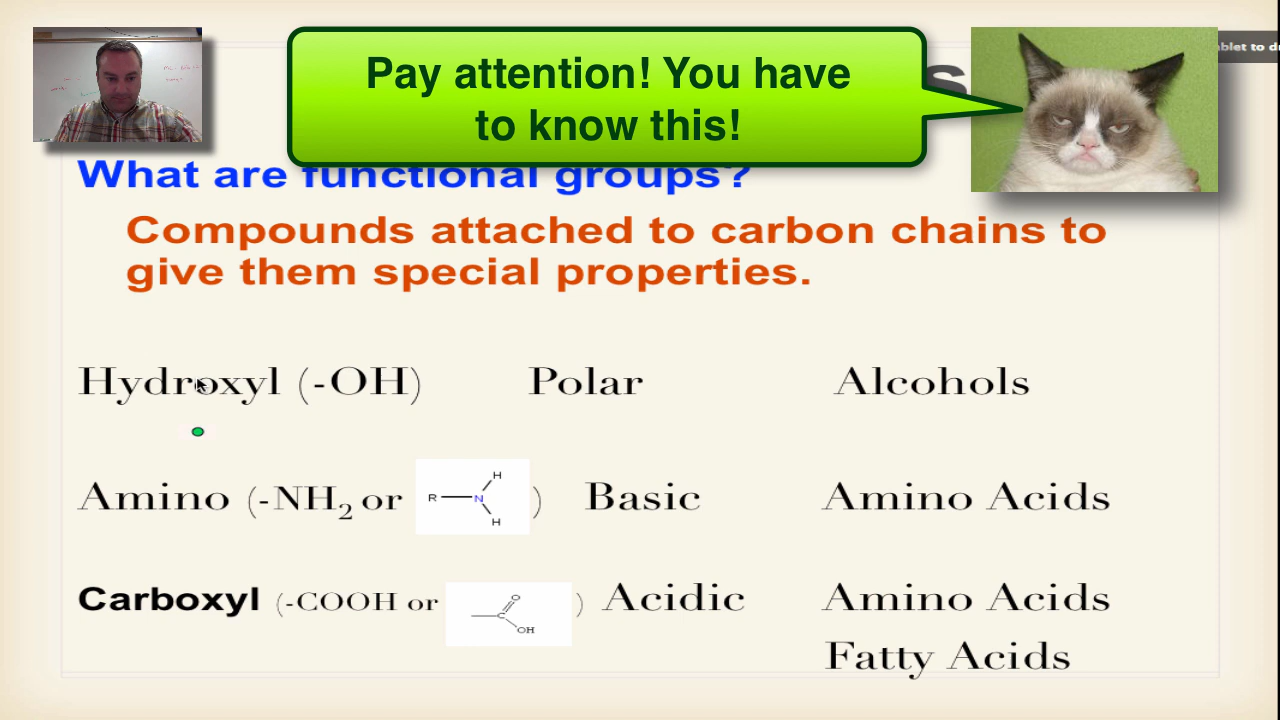 Pay attention! You have
to know this!
What are functional groups?
Compounds attached to carbon chains to
give them special properties.
Hydroxyl (-OH) Polar Alcohols
Amino (-NH2 or R N H H ) Basic Amino Acids
Carboxyl (-COOH or C O OH ) Acidic Amino Acids
Fatty Acids